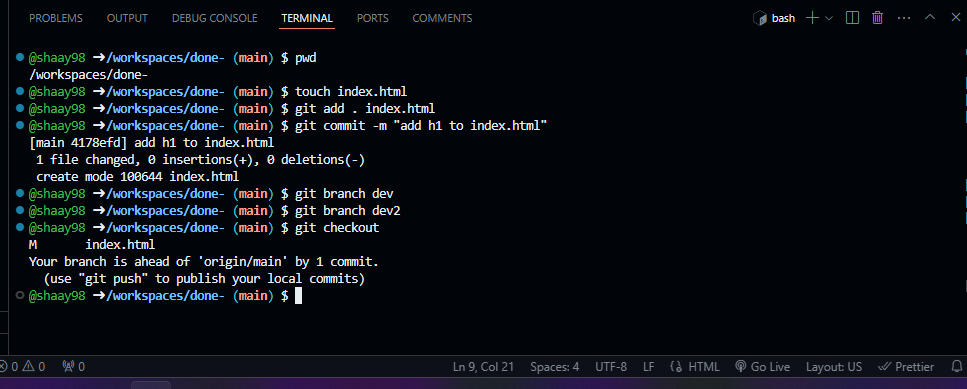 PROBLEMS OUTPUT DEBUG CONSOLE TERMINAL PORTS COMMENTS bash
@shaay98 ➜/workspaces/done- (main) $ pwd
/workspaces/done-
@shaay98 ➜/workspaces/done- (main) $ touch index.html
@shaay98 ➜/workspaces/done- (main) $ git add . index.html
@shaay98 ➜/workspaces/done- (main) $ git commit -m "add h1 to index.html"
[main 4178efd] add h1 to index.html
 1 file changed, 0 insertions(+), 0 deletions(-)
 create mode 100644 index.html
@shaay98 ➜/workspaces/done- (main) $ git branch dev
@shaay98 ➜/workspaces/done- (main) $ git branch dev2
@shaay98 ➜/workspaces/done- (main) $ git checkout
M       index.html
Your branch is ahead of 'origin/main' by 1 commit.
  (use "git push" to publish your local commits)
@shaay98 ➜/workspaces/done- (main) $
0 0 0 Ln 9, Col 21 Spaces: 4 UTF-8 LF HTML Go Live Layout: US Prettier